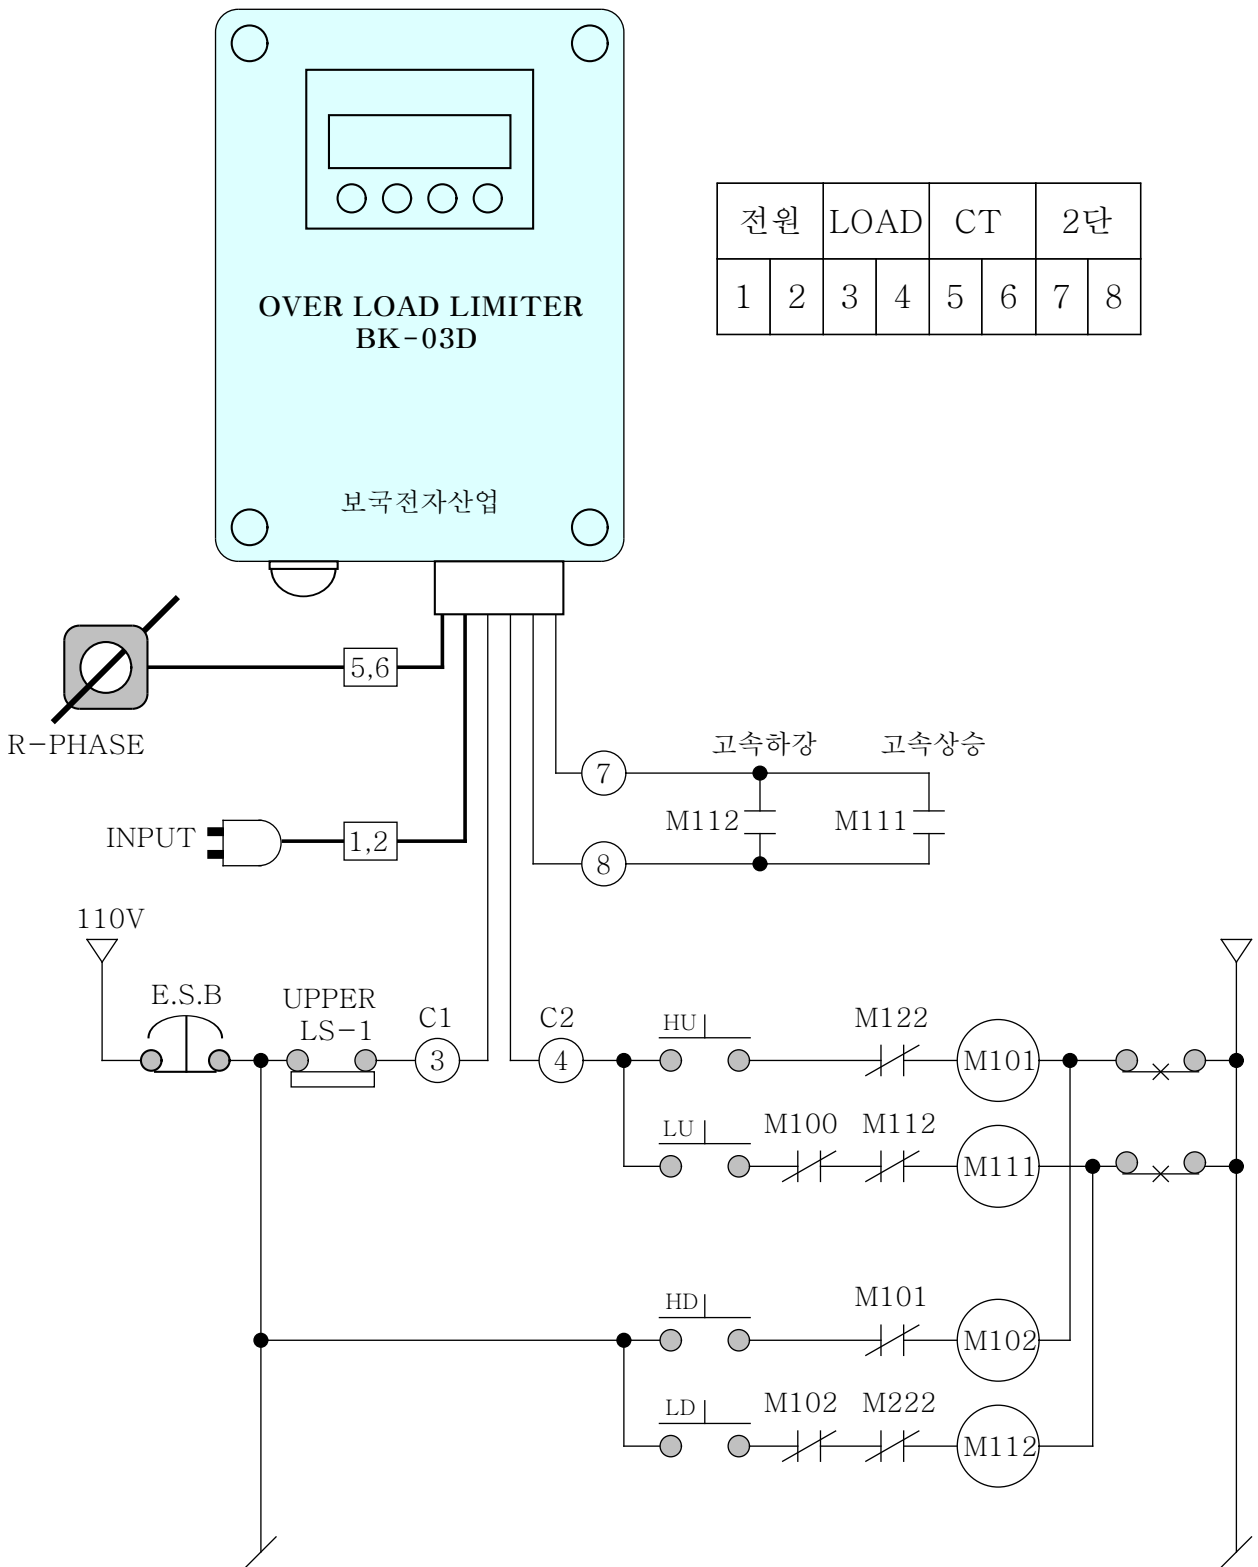 전원 LOAD CT 2단
1 2 3 4 5 6 7 8
OVER LOAD LIMITER
BK-03D
보국전자산업
5,6
R-PHASE
고속하강 고속상승
7
M112 M111
INPUT 1,2
8
110V
E.S.B
UPPER
LS-1
C1
3
C2
4
HU
M122
M101
LU
M100 M112
M111
HD
M101
M102
LD
M102 M222
M112